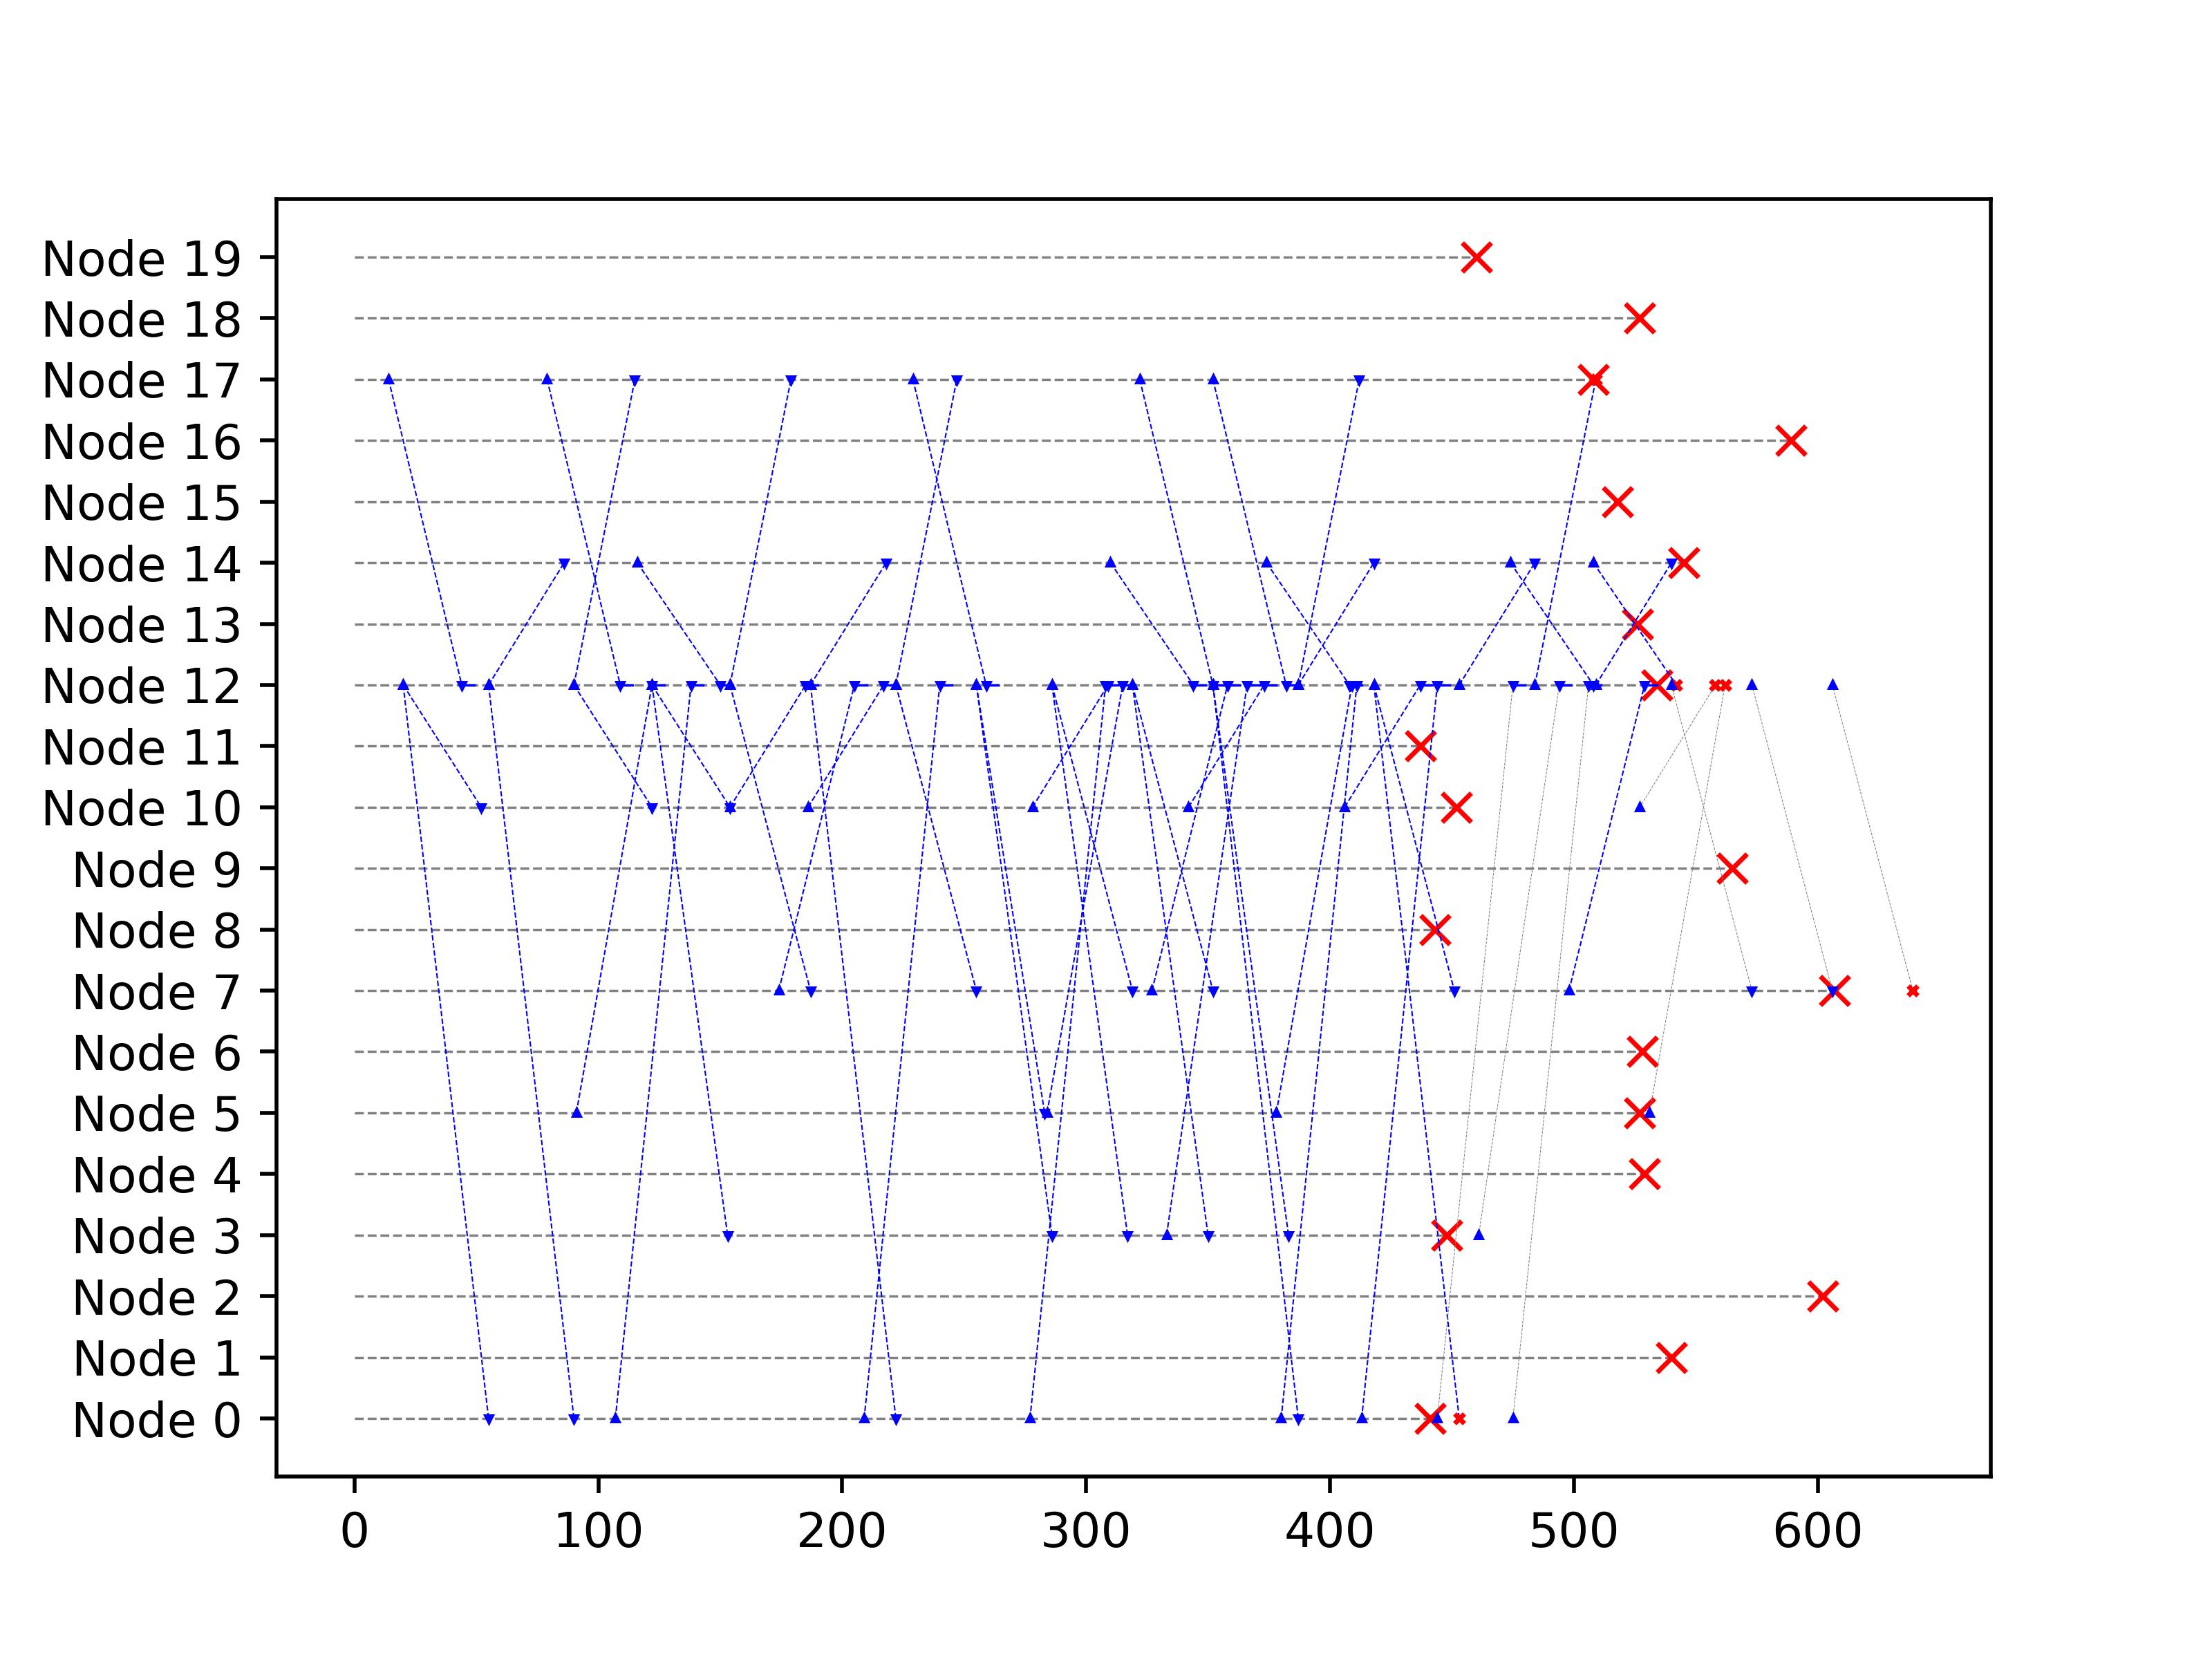 Node 19
Node 18
Node 17
Node 16
Node 15
Node 14
Node 13
Node 12
Node 11
Node 10
Node 9
Node 8
Node 7
Node 6
Node 5
Node 4
Node 3
Node 2
Node 1
Node 0
0 100 200 300 400 500 600